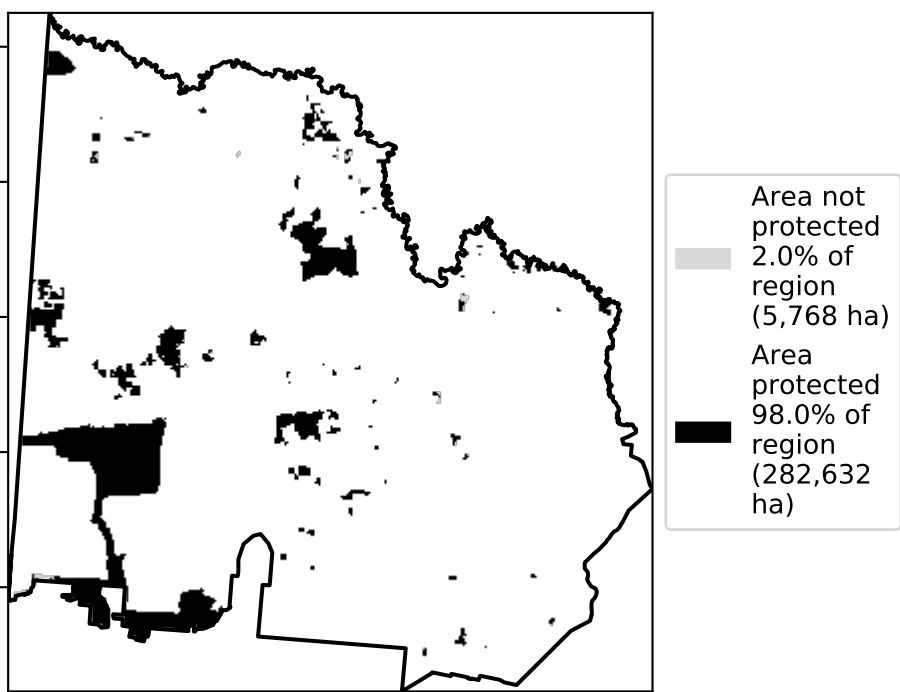 Area not
protected
2.0% of
region
(5,768 ha)
Area
protected
98.0% of
region
(282,632
ha)